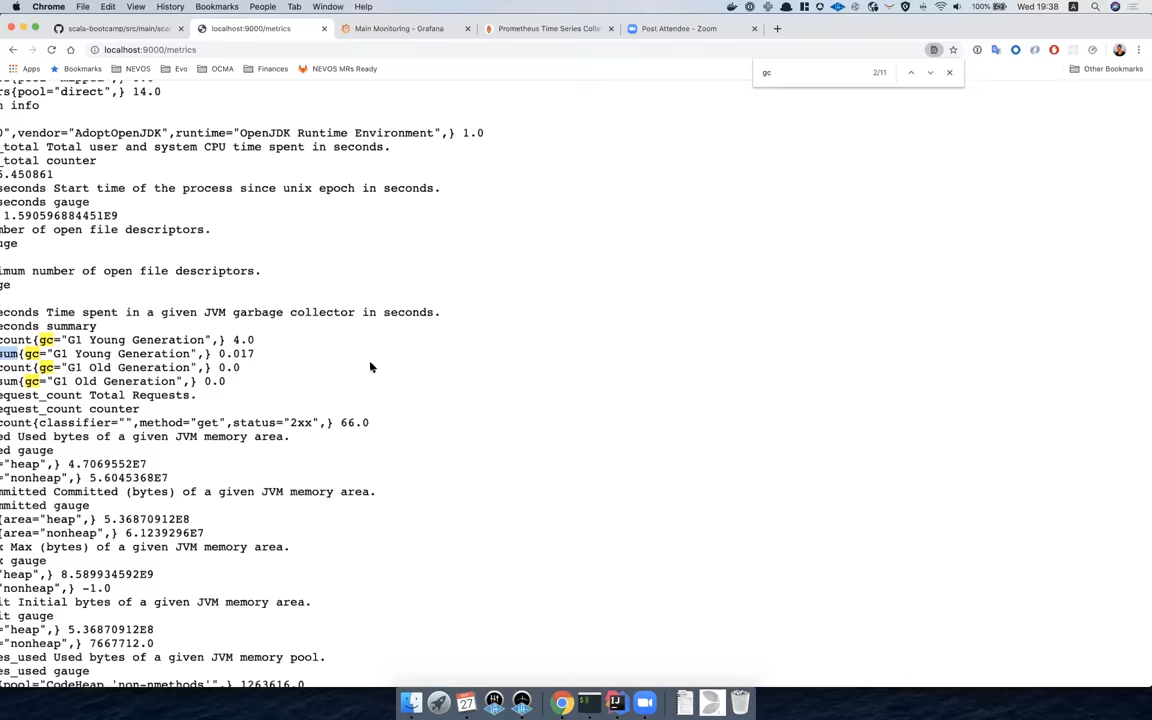 Chrome File Edit View History Bookmarks People Tab Window Help 100% Wed 19:38
scala-bootcamp/src/main/scala localhost:9000/metrics Main Monitoring - Grafana Prometheus Time Series Colle Post Attendee - Zoom
localhost:9000/metrics
Apps Bookmarks NEVOS Evo OCMA Finances NEVOS MRs Ready Other Bookmarks
gc 2/11
rs{pool="direct",} 14.0
n info
0",vendor="AdoptOpenJDK",runtime="OpenJDK Runtime Environment",} 1.0
_total Total user and system CPU time spent in seconds.
_total counter
5.450861
seconds Start time of the process since unix epoch in seconds.
seconds gauge
1.590596884451E9
mber of open file descriptors.
uge
imum number of open file descriptors.
ge
econds Time spent in a given JVM garbage collector in seconds.
econds summary
count{gc="G1 Young Generation",} 4.0
sum{gc="G1 Young Generation",} 0.017
count{gc="G1 Old Generation",} 0.0
sum{gc="G1 Old Generation",} 0.0
equest_count Total Requests.
equest_count counter
count{classifier="",method="get",status="2xx",} 66.0
ed Used bytes of a given JVM memory area.
ed gauge
="heap",} 4.7069552E7
="nonheap",} 5.6045368E7
mmitted Committed (bytes) of a given JVM memory area.
mmitted gauge
{area="heap",} 5.36870912E8
{area="nonheap",} 6.1239296E7
x Max (bytes) of a given JVM memory area.
x gauge
"heap",} 8.589934592E9
"nonheap",} -1.0
it Initial bytes of a given JVM memory area.
it gauge
="heap",} 5.36870912E8
="nonheap",} 7667712.0
es_used Used bytes of a given JVM memory pool.
es_used gauge
{pool="CodeHeap 'non-nmethods'",} 1263616.0
27